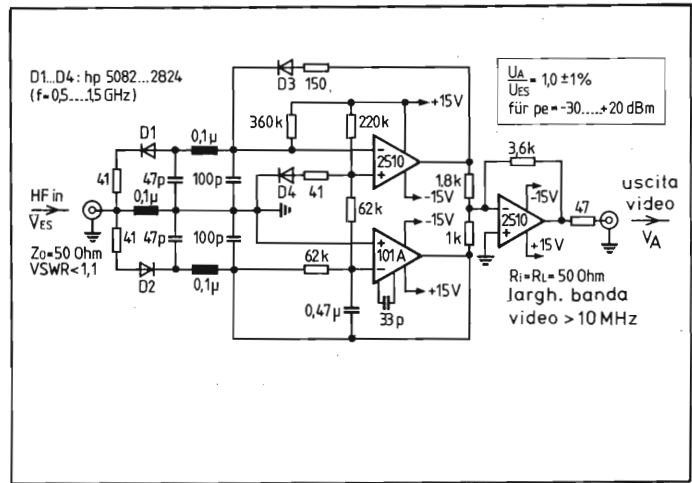 D1...D4 : hp 5082...2824
(f=0,5.....1,5 GHz)
D3
150
+15V
UA
UES
= 1,0 ±1%
für pe=-30.....+20 dBm
D1
0,1µ
360k
220k
−
2510
+
-15V
3,6k
41
47p
100p
D4
41
1,8k
-15V
HF in
VES
0,1µ
62k
−
2510
+
47
uscita
video
VA
41
47p
100p
-15V
1k
+15V
Zo=50 Ohm
VSWR<1,1
D2
0,1µ
62k
+
101A
−
+15V
Ri=RL=50 Ohm
Jargh. banda
video >10 MHz
0,47µ
33p